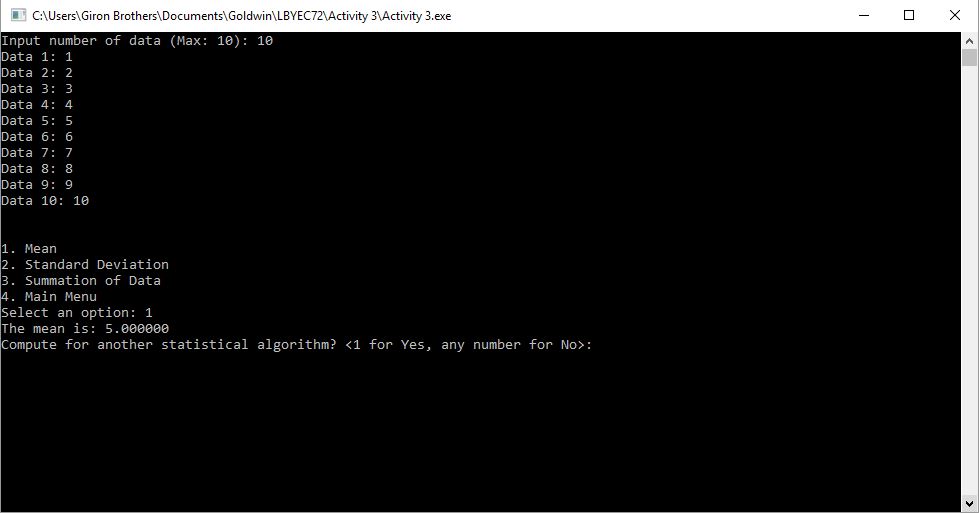 C:\Users\Giron Brothers\Documents\Goldwin\LBYEC72\Activity 3\Activity 3.exe
Input number of data (Max: 10): 10
Data 1: 1
Data 2: 2
Data 3: 3
Data 4: 4
Data 5: 5
Data 6: 6
Data 7: 7
Data 8: 8
Data 9: 9
Data 10: 10
1. Mean
2. Standard Deviation
3. Summation of Data
4. Main Menu
Select an option: 1
The mean is: 5.000000
Compute for another statistical algorithm? <1 for Yes, any number for No>: